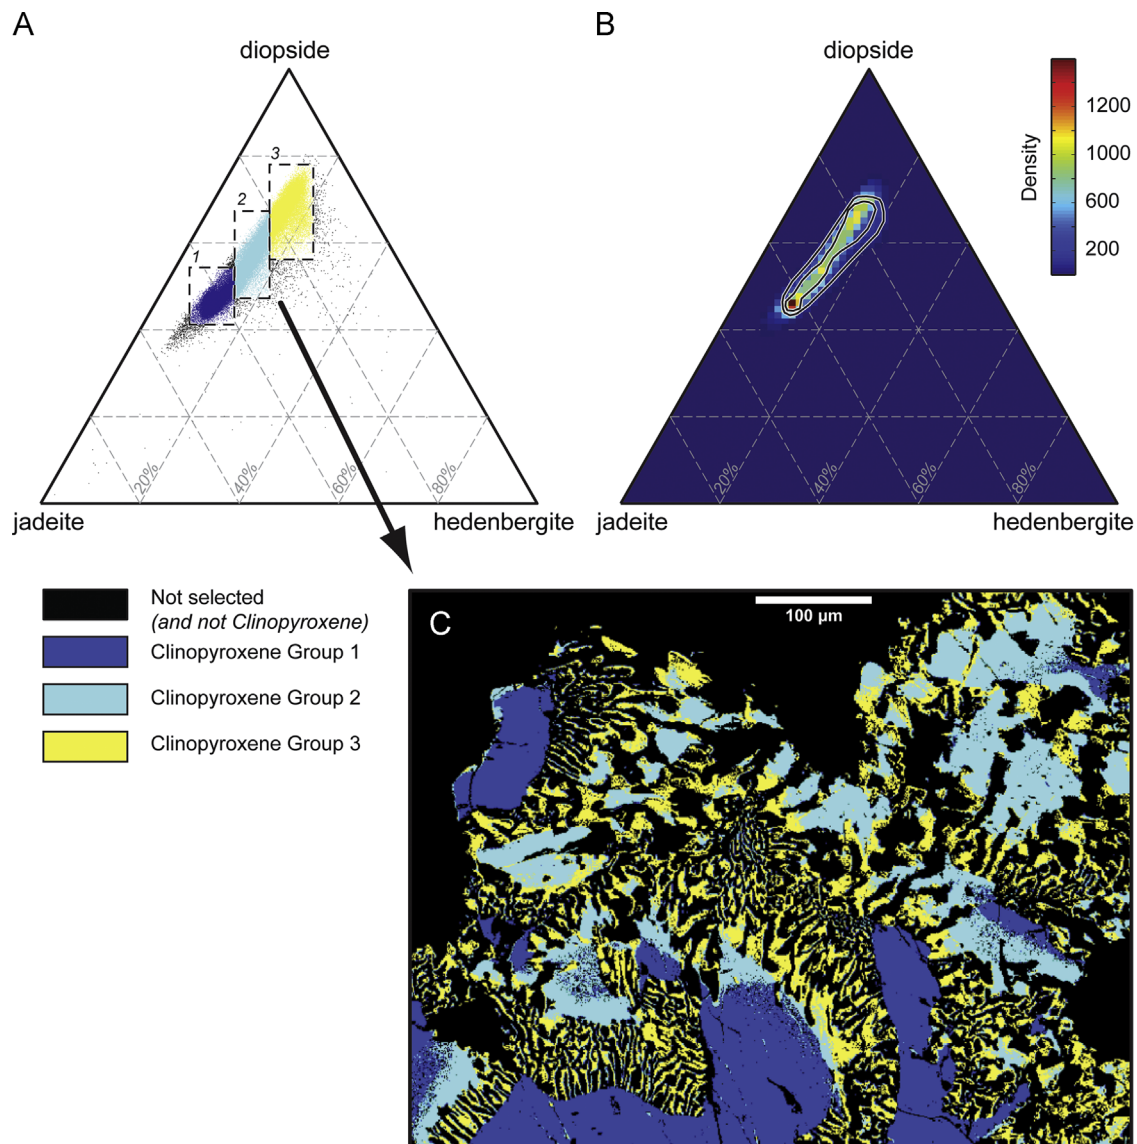 A
diopside
3
2
1
20%
40%
60%
80%
jadeite
hedenbergite
B
diopside
Density
1200
1000
600
200
20%
40%
60%
80%
jadeite
hedenbergite
Not selected
(and not Clinopyroxene)
Clinopyroxene Group 1
Clinopyroxene Group 2
Clinopyroxene Group 3
C
100 µm